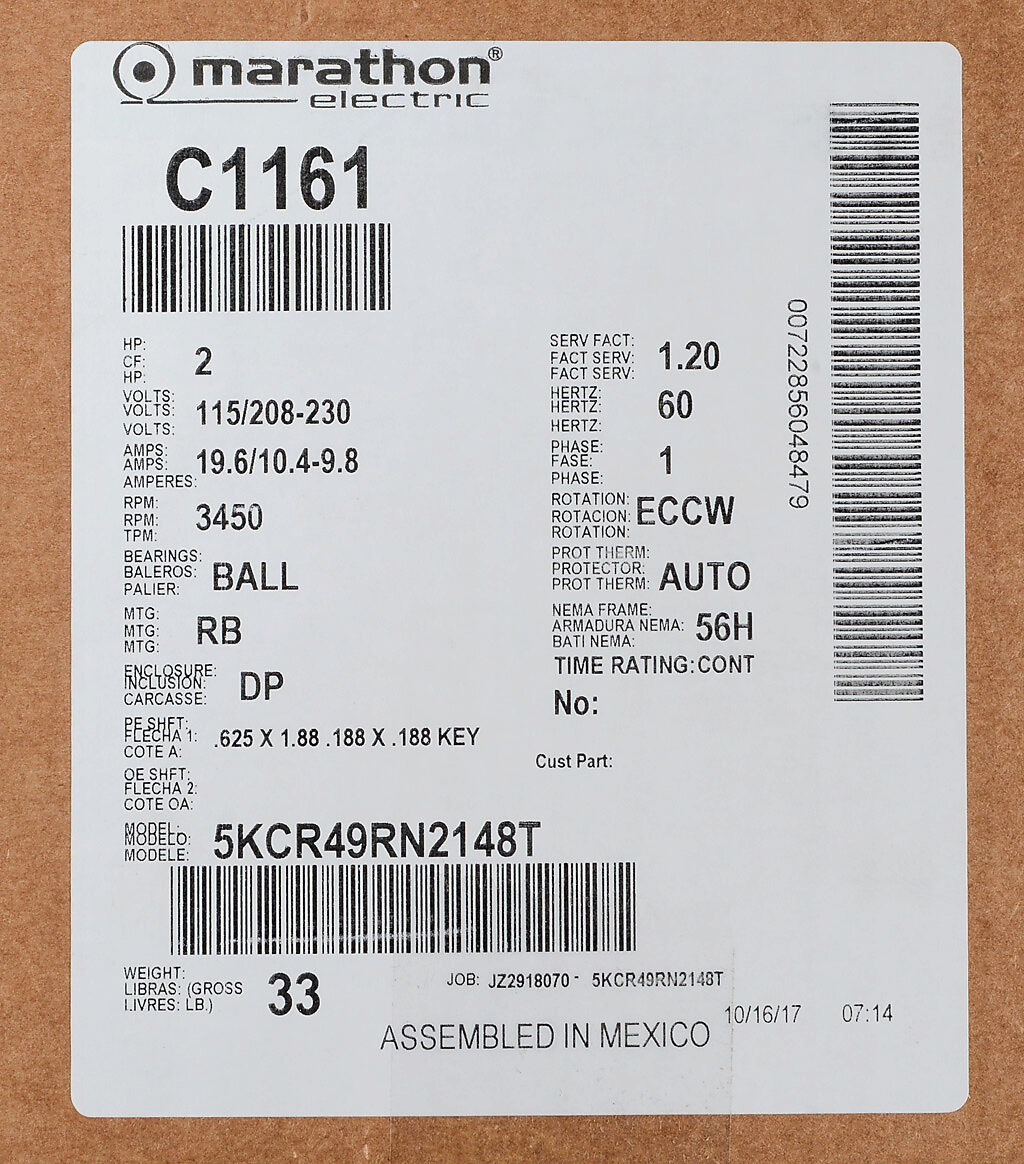 marathon®
electric
C1161
HP:
CF: 2
HP:
VOLTS:
VOLTS: 115/208-230
VOLTS:
AMPS:
AMPS: 19.6/10.4-9.8
AMPERES:
RPM:
RPM: 3450
TPM:
BEARINGS:
BALEROS: BALL
PALIER:
MTG:
MTG: RB
MTG:
ENCLOSURE:
INCLUSION: DP
CARCASSE:
PE SHFT:
FLECHA 1: .625 X 1.88 .188 X .188 KEY
COTE A:
OE SHFT:
FLECHA 2:
COTE OA:
MODEL:
MODELO: 5KCR49RN2148T
MODELE:
SERV FACT:
FACT SERV: 1.20
FACT SERV:
HERTZ:
HERTZ: 60
HERTZ:
PHASE:
FASE: 1
PHASE:
ROTATION:
ROTACION: ECCW
ROTATION:
PROT THERM:
PROTECTOR: AUTO
PROT THERM:
NEMA FRAME:
ARMADURA NEMA: 56H
BATI NEMA:
TIME RATING:CONT
No:
Cust Part:
00722856048479
WEIGHT:
LIBRAS: (GROSS 33
LIVRES: LB.)
JOB: JZ2918070 - 5KCR49RN2148T
10/16/17 07:14
ASSEMBLED IN MEXICO